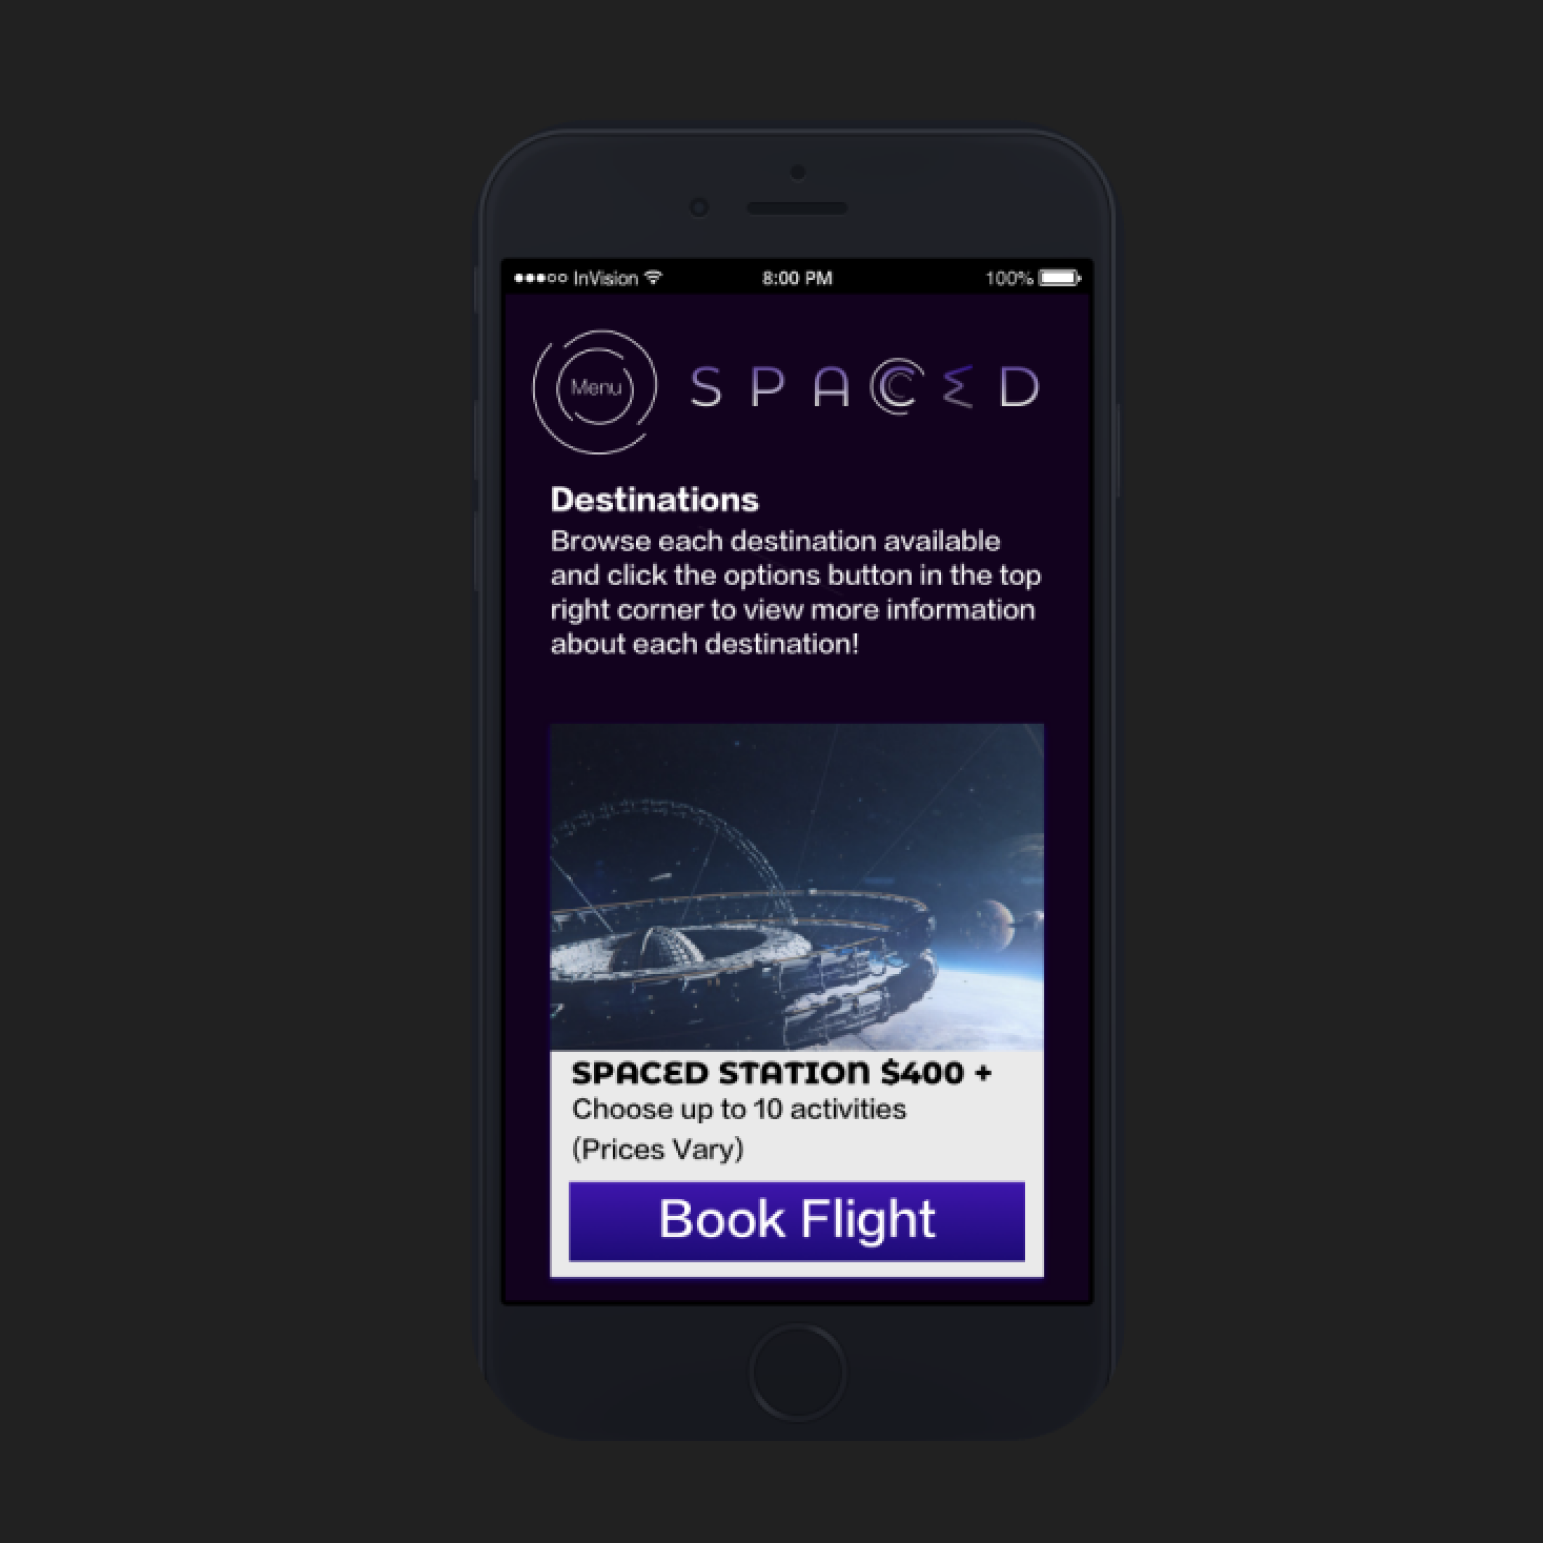 InVision 8:00 PM 100%
Menu SPACED
Destinations
Browse each destination available
and click the options button in the top
right corner to view more information
about each destination!
SPACED STATION $400 +
Choose up to 10 activities
(Prices Vary)
Book Flight